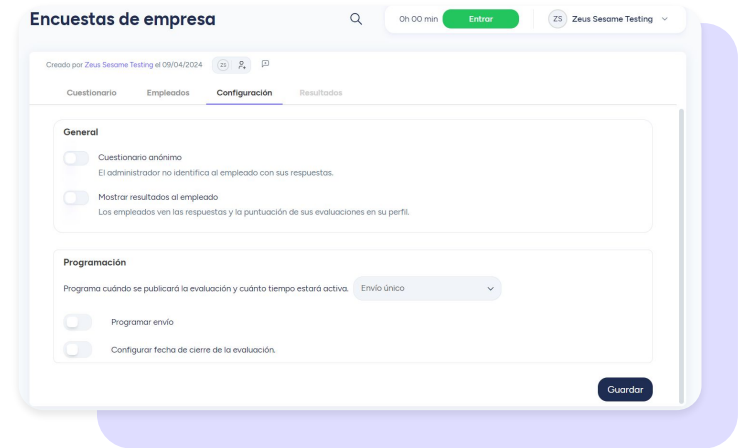 Encuestas de empresa
0h 00 min
Entrar
ZS
Zeus Sesame Testing
Creado por Zeus Sesame Testing el 09/04/2024
ZS
Cuestionario
Empleados
Configuración
Resultados
General
Cuestionario anónimo
El administrador no identifica al empleado con sus respuestas.
Mostrar resultados al empleado
Los empleados ven las respuestas y la puntuación de sus evaluaciones en su perfil.
Programación
Programa cuándo se publicará la evaluación y cuánto tiempo estará activa.
Envío único
Programar envío
Configurar fecha de cierre de la evaluación.
Guardar